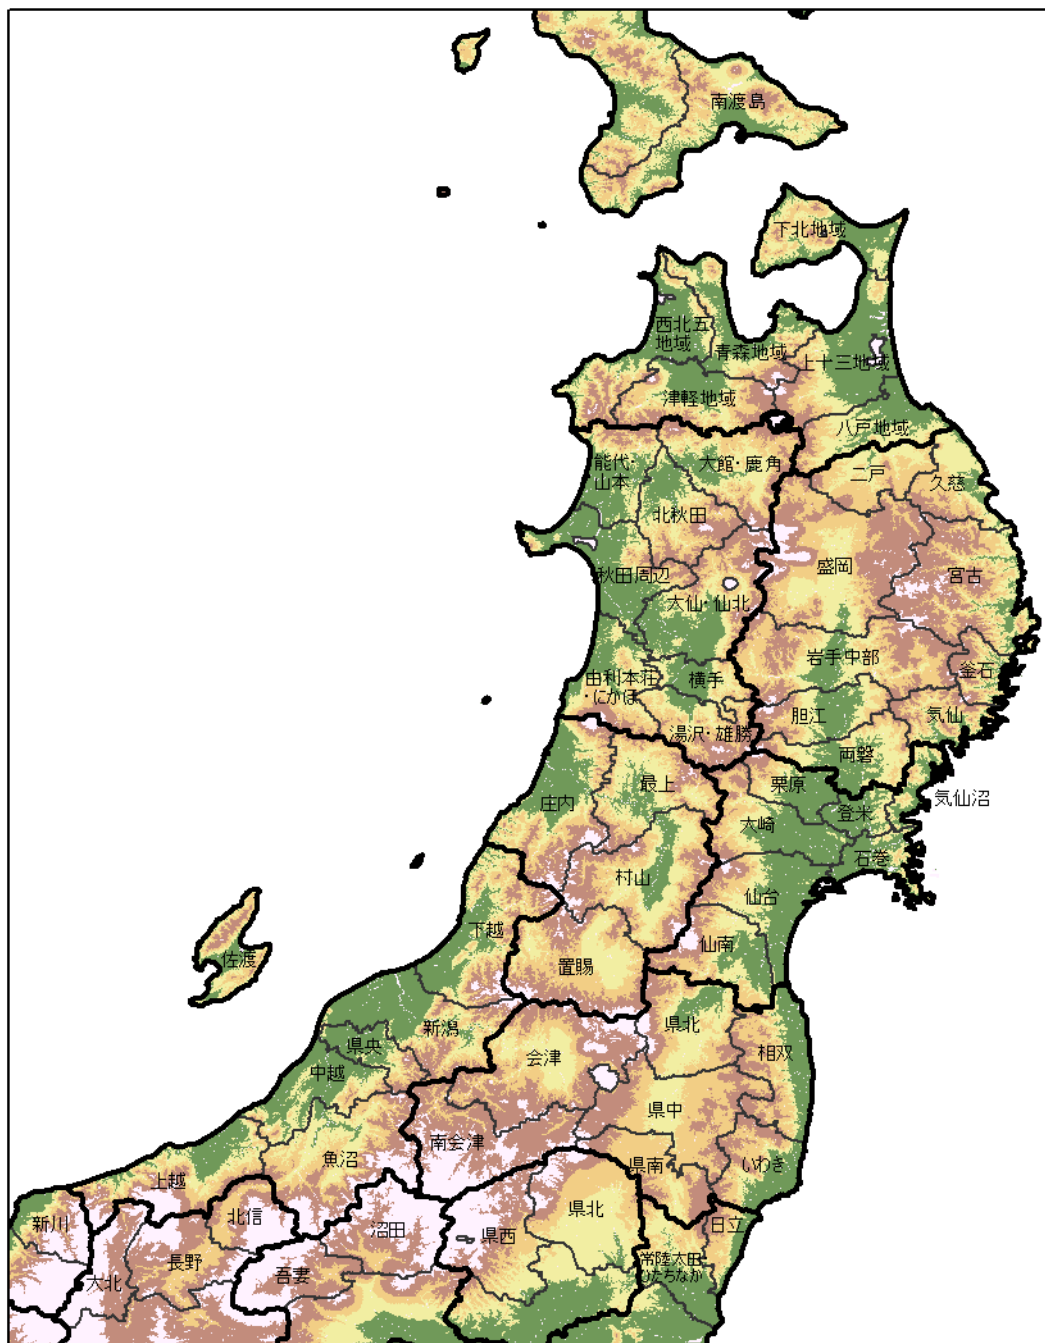 南渡島
下北地域
西北五
地域
青森地域
上十三地域
津軽地域
八戸地域
能代・
山本
大館・鹿角
二戸
久慈
北秋田
盛岡
宮古
秋田周辺
大仙・仙北
岩手中部
釜石
由利本荘
・にかほ
横手
胆江
気仙
湯沢・雄勝
両磐
最上
栗原
気仙沼
庄内
登米
大崎
石巻
村山
仙台
下越
仙南
佐渡
置賜
新潟
県北
県央
会津
相双
中越
県中
南会津
魚沼
県南
いわき
上越
新川
北信
沼田
県西
県北
日立
長野
常陸太田
・ひたちなか
大北
吾妻